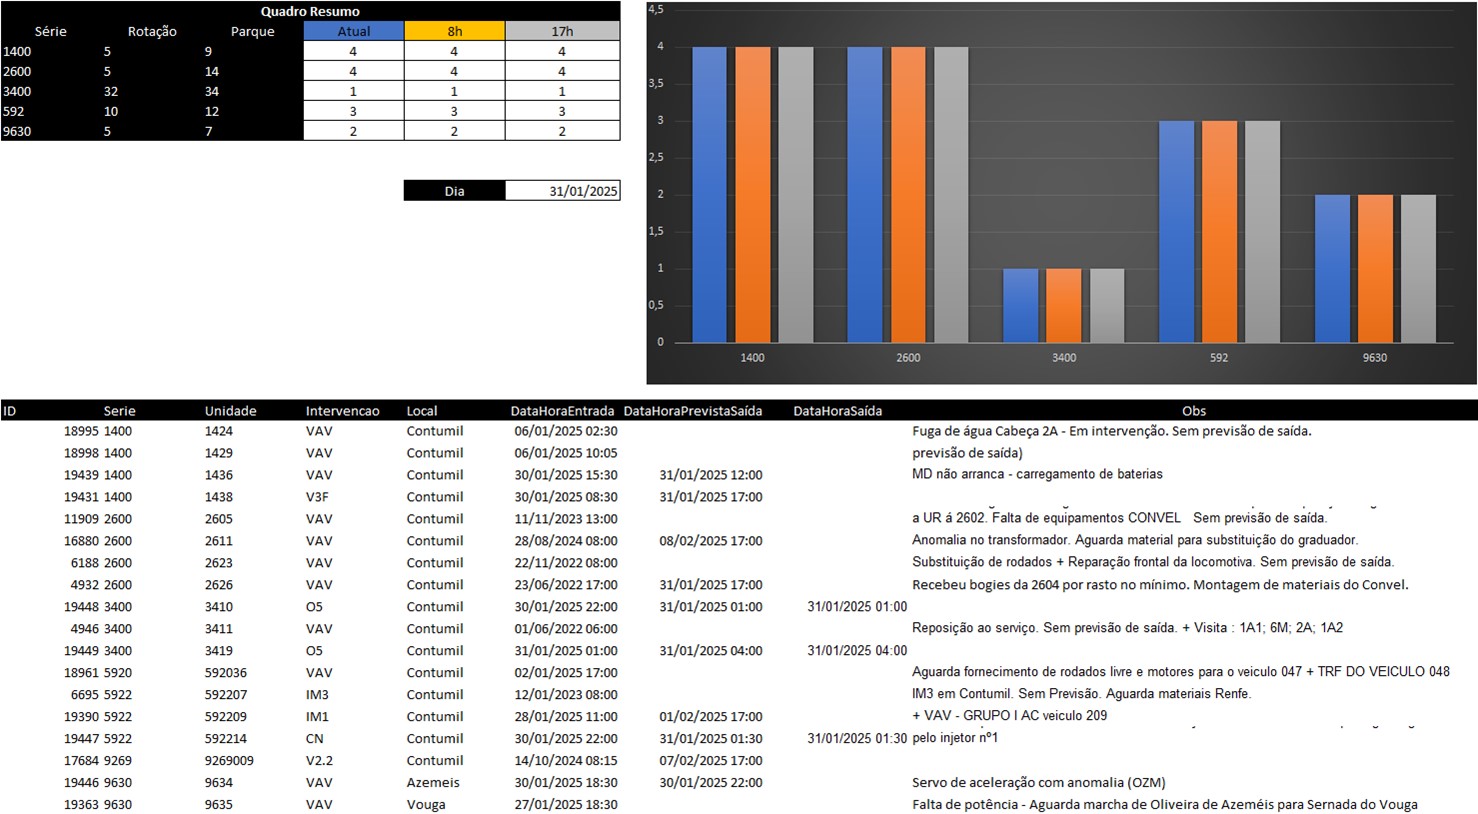 Quadro Resumo
Série Rotação Parque Atual 8h 17h
1400 5 9 4 4 4
2600 5 14 4 4 4
3400 32 34 1 1 1
592 10 12 3 3 3
9630 5 7 2 2 2
Dia 31/01/2025
4,5
4
3,5
3
2,5
2
1,5
1
0,5
0
1400 2600 3400 592 9630
ID Serie Unidade Intervencao Local DataHoraEntrada DataHoraPrevistaSaída DataHoraSaída Obs
18995 1400 1424 VAV Contumil 06/01/2025 02:30 Fuga de água Cabeça 2A - Em intervenção. Sem previsão de saída.
18998 1400 1429 VAV Contumil 06/01/2025 10:05 previsão de saída)
19439 1400 1436 VAV Contumil 30/01/2025 15:30 31/01/2025 12:00 MD não arranca - carregamento de baterias
19431 1400 1438 V3F Contumil 30/01/2025 08:30 31/01/2025 17:00
11909 2600 2605 VAV Contumil 11/11/2023 13:00 a UR á 2602. Falta de equipamentos CONVEL Sem previsão de saída.
16880 2600 2611 VAV Contumil 28/08/2024 08:00 08/02/2025 17:00 Anomalia no transformador. Aguarda material para substituição do graduador.
6188 2600 2623 VAV Contumil 22/11/2022 08:00 Substituição de rodados + Reparação frontal da locomotiva. Sem previsão de saída.
4932 2600 2626 VAV Contumil 23/06/2022 17:00 31/01/2025 17:00 Recebeu bogies da 2604 por rasto no mínimo. Montagem de materiais do Convel.
19448 3400 3410 O5 Contumil 30/01/2025 22:00 31/01/2025 01:00 31/01/2025 01:00
4946 3400 3411 VAV Contumil 01/06/2022 06:00 Reposição ao serviço. Sem previsão de saída. + Visita : 1A1; 6M; 2A; 1A2
19449 3400 3419 O5 Contumil 31/01/2025 01:00 31/01/2025 04:00 31/01/2025 04:00
18961 5920 592036 VAV Contumil 02/01/2025 17:00 Aguarda fornecimento de rodados livre e motores para o veiculo 047 + TRF DO VEICULO 048
6695 5922 592207 IM3 Contumil 12/01/2023 08:00 IM3 em Contumil. Sem Previsão. Aguarda materiais Renfe.
19390 5922 592209 IM1 Contumil 28/01/2025 11:00 01/02/2025 17:00 + VAV - GRUPO I AC veiculo 209
19447 5922 592214 CN Contumil 30/01/2025 22:00 31/01/2025 01:30 31/01/2025 01:30 pelo injetor nº1
17684 9269 9269009 V2.2 Contumil 14/10/2024 08:15 07/02/2025 17:00
19446 9630 9634 VAV Azemeis 30/01/2025 18:30 30/01/2025 22:00 Servo de aceleração com anomalia (OZM)
19363 9630 9635 VAV Vouga 27/01/2025 18:30 Falta de potência - Aguarda marcha de Oliveira de Azeméis para Sernada do Vouga